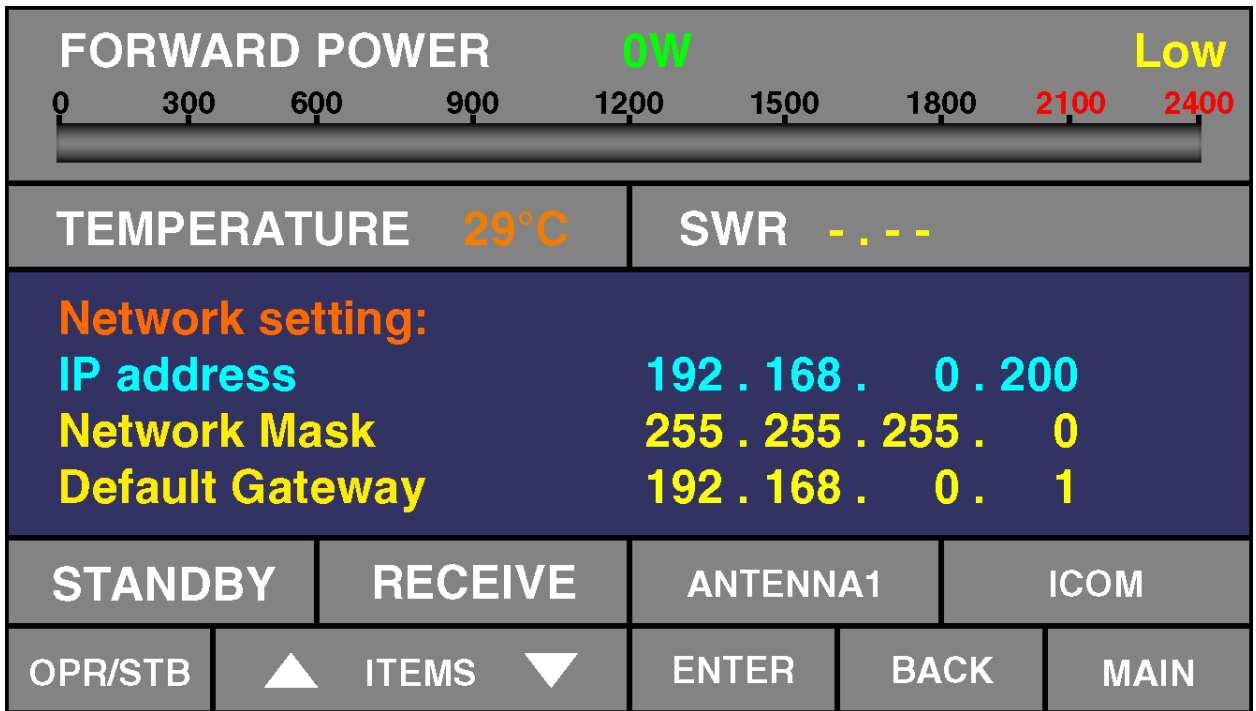 FORWARD POWER 0W Low
0 300 600 900 1200 1500 1800 2100 2400
TEMPERATURE 29°C SWR -.--
Network setting:
IP address 192 . 168 . 0 . 200
Network Mask 255 . 255 . 255 . 0
Default Gateway 192 . 168 . 0 . 1
STANDBY RECEIVE ANTENNA1 ICOM
OPR/STB ▲ ITEMS ▼ ENTER BACK MAIN